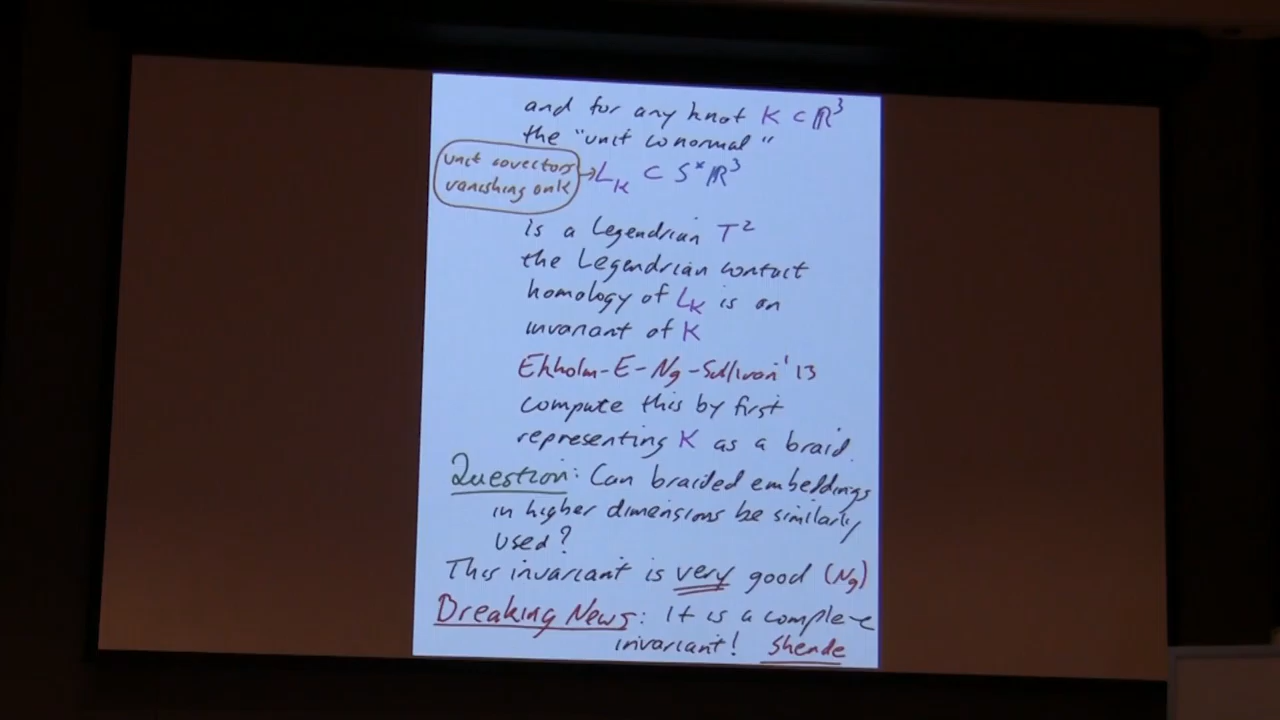 and for any knot K ⊂ ℝ³
the "unit conormal"
unit covectors
vanishing on K
→ L_K ⊂ S*ℝ³
is a Legendrian T²
the Legendrian contact
homology of L_K is an
invariant of K
Ekholm-E-Ng-Sullivan '13
compute this by first
representing K as a braid.
Question: Can braided embeddings
in higher dimensions be similarly
used?
This invariant is very good (Ng)
Breaking News: It is a complete
invariant! Shende